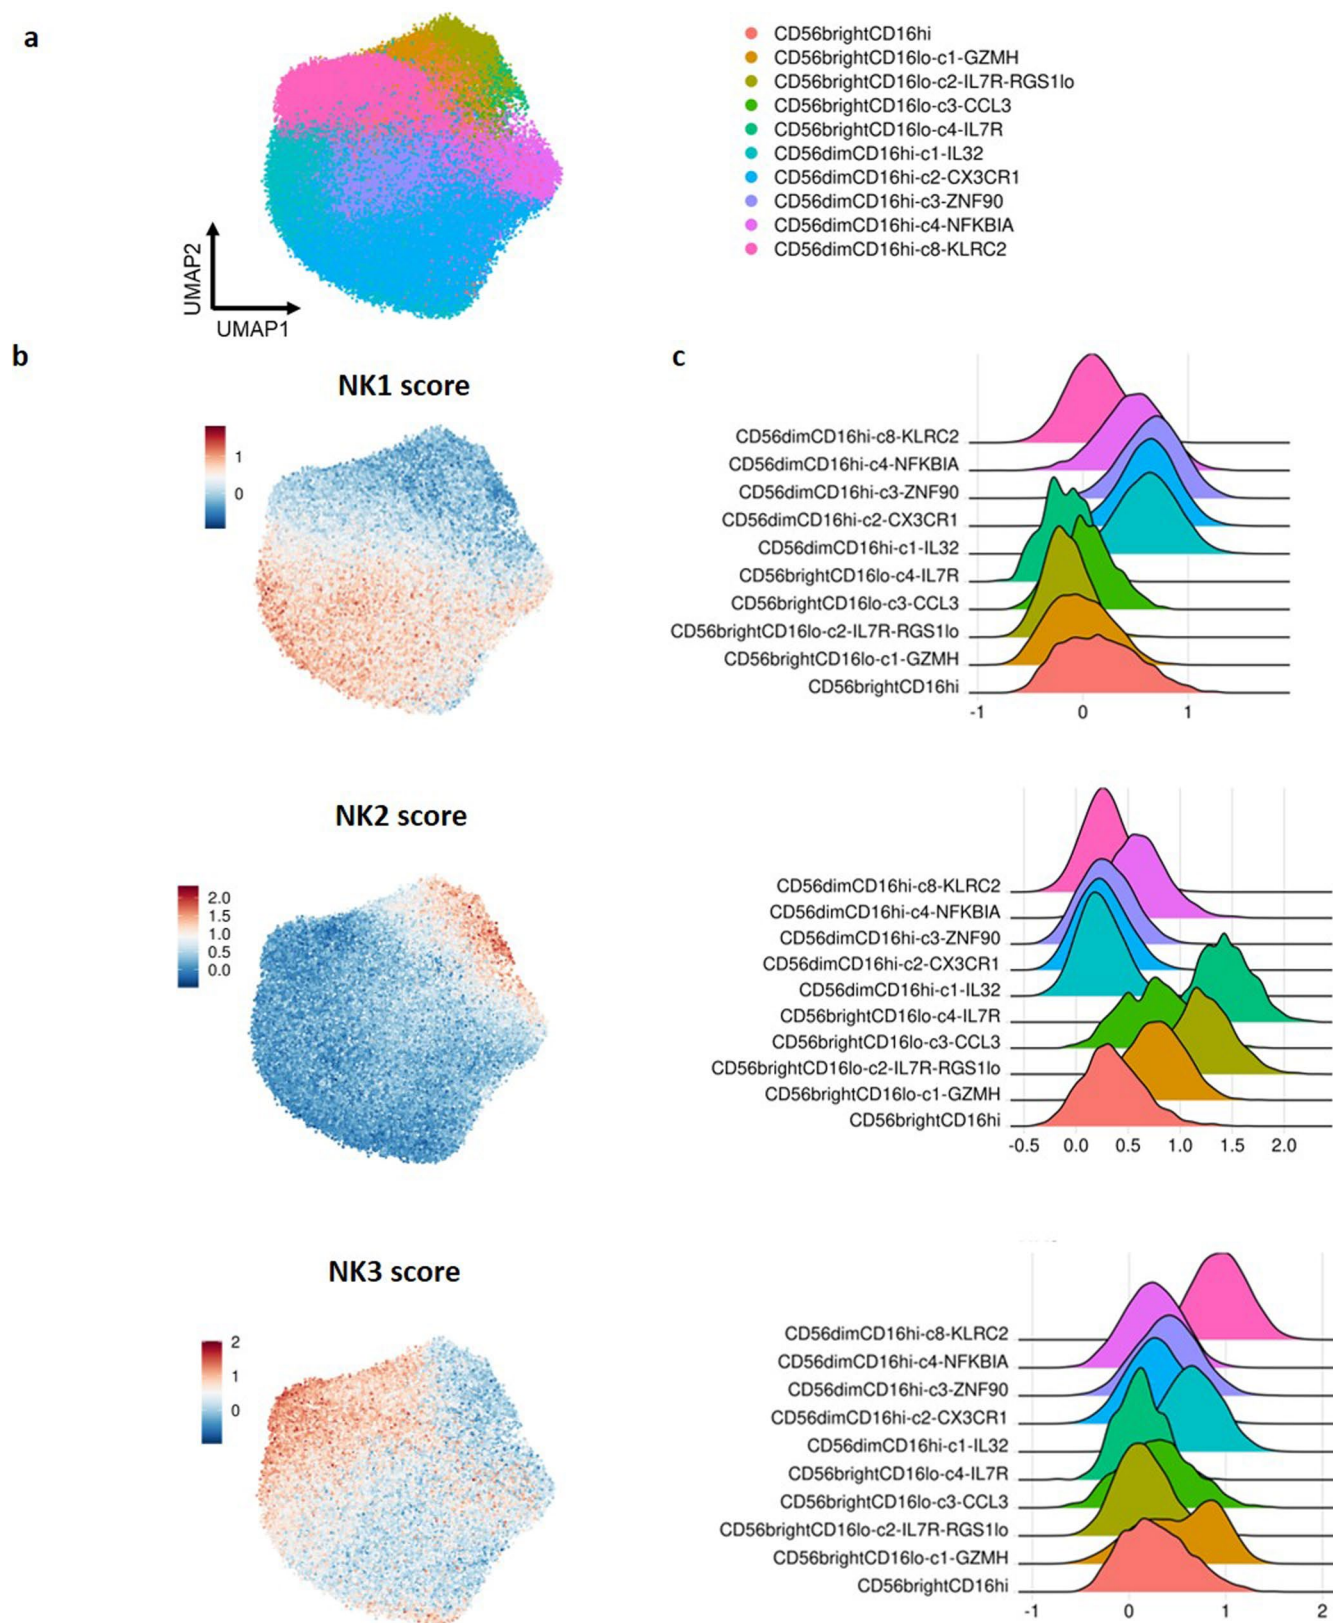 a
CD56brightCD16hi
CD56brightCD16lo-c1-GZMH
CD56brightCD16lo-c2-IL7R-RGS1lo
CD56brightCD16lo-c3-CCL3
CD56brightCD16lo-c4-IL7R
CD56dimCD16hi-c1-IL32
CD56dimCD16hi-c2-CX3CR1
CD56dimCD16hi-c3-ZNF90
CD56dimCD16hi-c4-NFKBIA
CD56dimCD16hi-c8-KLRC2
UMAP2
UMAP1
b
NK1 score
1
0
c
CD56dimCD16hi-c8-KLRC2
CD56dimCD16hi-c4-NFKBIA
CD56dimCD16hi-c3-ZNF90
CD56dimCD16hi-c2-CX3CR1
CD56dimCD16hi-c1-IL32
CD56brightCD16lo-c4-IL7R
CD56brightCD16lo-c3-CCL3
CD56brightCD16lo-c2-IL7R-RGS1lo
CD56brightCD16lo-c1-GZMH
CD56brightCD16hi
-1 0 1
NK2 score
2.0
1.5
1.0
0.5
0.0
CD56dimCD16hi-c8-KLRC2
CD56dimCD16hi-c4-NFKBIA
CD56dimCD16hi-c3-ZNF90
CD56dimCD16hi-c2-CX3CR1
CD56dimCD16hi-c1-IL32
CD56brightCD16lo-c4-IL7R
CD56brightCD16lo-c3-CCL3
CD56brightCD16lo-c2-IL7R-RGS1lo
CD56brightCD16lo-c1-GZMH
CD56brightCD16hi
-0.5 0.0 0.5 1.0 1.5 2.0
NK3 score
2
1
0
CD56dimCD16hi-c8-KLRC2
CD56dimCD16hi-c4-NFKBIA
CD56dimCD16hi-c3-ZNF90
CD56dimCD16hi-c2-CX3CR1
CD56dimCD16hi-c1-IL32
CD56brightCD16lo-c4-IL7R
CD56brightCD16lo-c3-CCL3
CD56brightCD16lo-c2-IL7R-RGS1lo
CD56brightCD16lo-c1-GZMH
CD56brightCD16hi
-1 0 1 2